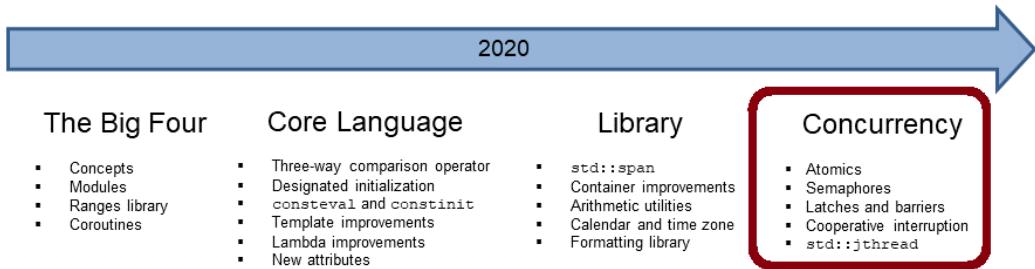 2020
The Big Four
Concepts
Modules
Ranges library
Coroutines
Core Language
Three-way comparison operator
Designated initialization
consteval and constinit
Template improvements
Lambda improvements
New attributes
Library
std::span
Container improvements
Arithmetic utilities
Calendar and time zone
Formatting library
Concurrency
Atomics
Semaphores
Latches and barriers
Cooperative interruption
std::jthread